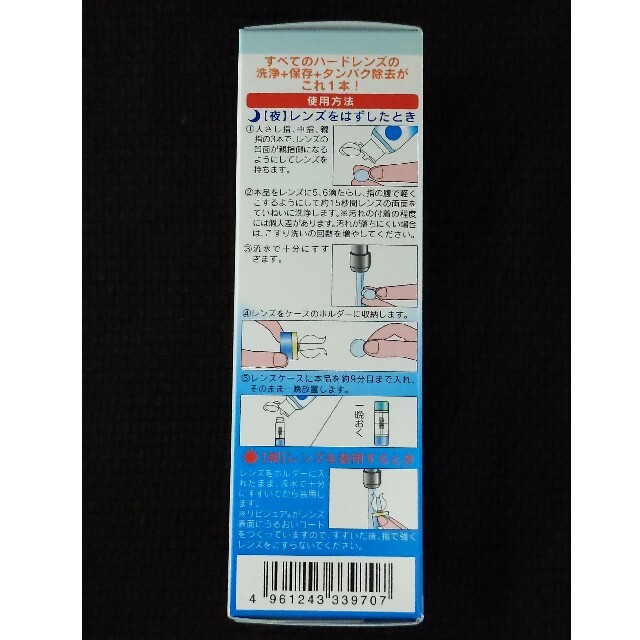 すべてのハードレンズの
洗浄+保存+タンパク除去が
これ1本!
使用方法
【夜】レンズをはずしたとき
①人さし指、中指、親
指の3本で、レンズの
凹面が親指側になる
ようにしてレンズを
持ちます。
②本品をレンズに5、6滴たらし、指の腹で軽く
こするようにして約15秒間レンズの両面を
ていねいに洗浄します。※汚れの付着の程度
には個人差があります。汚れが落ちにくい場合
は、こすり洗いの回数を増やしてください。
③流水で十分にすす
ぎます。
④レンズをケースのホルダーに収納します。
⑤レンズケースに本品を約9分目まで入れ、
そのまま一晩放置します。
一晩おく
【朝】レンズを装用するとき
レンズをホルダーに入
れたまま、流水で十分
にすすいでから装用し
ます。
※リピジュア®がレンズ
表面にうるおいコート
をつくっていますので、すすいだ後、指で強く
レンズをこすらないでください。
4 961243 339707